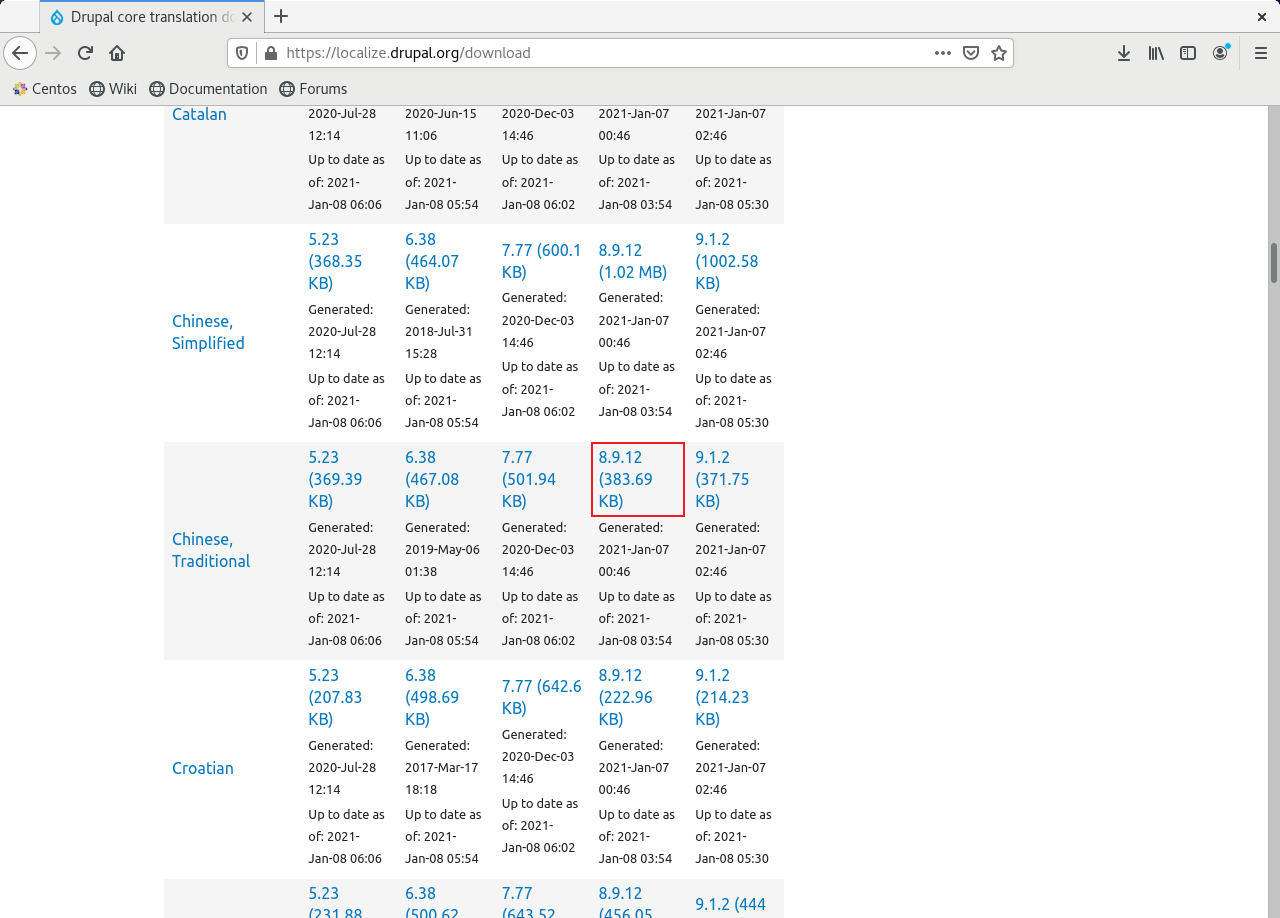 Drupal core translation do
https://localize.drupal.org/download
Centos
Wiki
Documentation
Forums
Catalan
2020-Jul-28
12:14
Up to date as
of: 2021-
Jan-08 06:06
2020-Jun-15
11:06
Up to date as
of: 2021-
Jan-08 05:54
2020-Dec-03
14:46
Up to date as
of: 2021-
Jan-08 06:02
2021-Jan-07
00:46
Up to date as
of: 2021-
Jan-08 03:54
2021-Jan-07
02:46
Up to date as
of: 2021-
Jan-08 05:30
Chinese,
Simplified
5.23
(368.35
KB)
Generated:
2020-Jul-28
12:14
Up to date as
of: 2021-
Jan-08 06:06
6.38
(464.07
KB)
Generated:
2018-Jul-31
15:28
Up to date as
of: 2021-
Jan-08 05:54
7.77 (600.1
KB)
Generated:
2020-Dec-03
14:46
Up to date as
of: 2021-
Jan-08 06:02
8.9.12
(1.02 MB)
Generated:
2021-Jan-07
00:46
Up to date as
of: 2021-
Jan-08 03:54
9.1.2
(1002.58
KB)
Generated:
2021-Jan-07
02:46
Up to date as
of: 2021-
Jan-08 05:30
Chinese,
Traditional
5.23
(369.39
KB)
Generated:
2020-Jul-28
12:14
Up to date as
of: 2021-
Jan-08 06:06
6.38
(467.08
KB)
Generated:
2019-May-06
01:38
Up to date as
of: 2021-
Jan-08 05:54
7.77
(501.94
KB)
Generated:
2020-Dec-03
14:46
Up to date as
of: 2021-
Jan-08 06:02
8.9.12
(383.69
KB)
Generated:
2021-Jan-07
00:46
Up to date as
of: 2021-
Jan-08 03:54
9.1.2
(371.75
KB)
Generated:
2021-Jan-07
02:46
Up to date as
of: 2021-
Jan-08 05:30
Croatian
5.23
(207.83
KB)
Generated:
2020-Jul-28
12:14
Up to date as
of: 2021-
Jan-08 06:06
6.38
(498.69
KB)
Generated:
2017-Mar-17
18:18
Up to date as
of: 2021-
Jan-08 05:54
7.77 (642.6
KB)
Generated:
2020-Dec-03
14:46
Up to date as
of: 2021-
Jan-08 06:02
8.9.12
(222.96
KB)
Generated:
2021-Jan-07
00:46
Up to date as
of: 2021-
Jan-08 03:54
9.1.2
(214.23
KB)
Generated:
2021-Jan-07
02:46
Up to date as
of: 2021-
Jan-08 05:30
5.23
(231.88
6.38
(500.62
7.77
(643.52
8.9.12
(456.05
9.1.2 (444